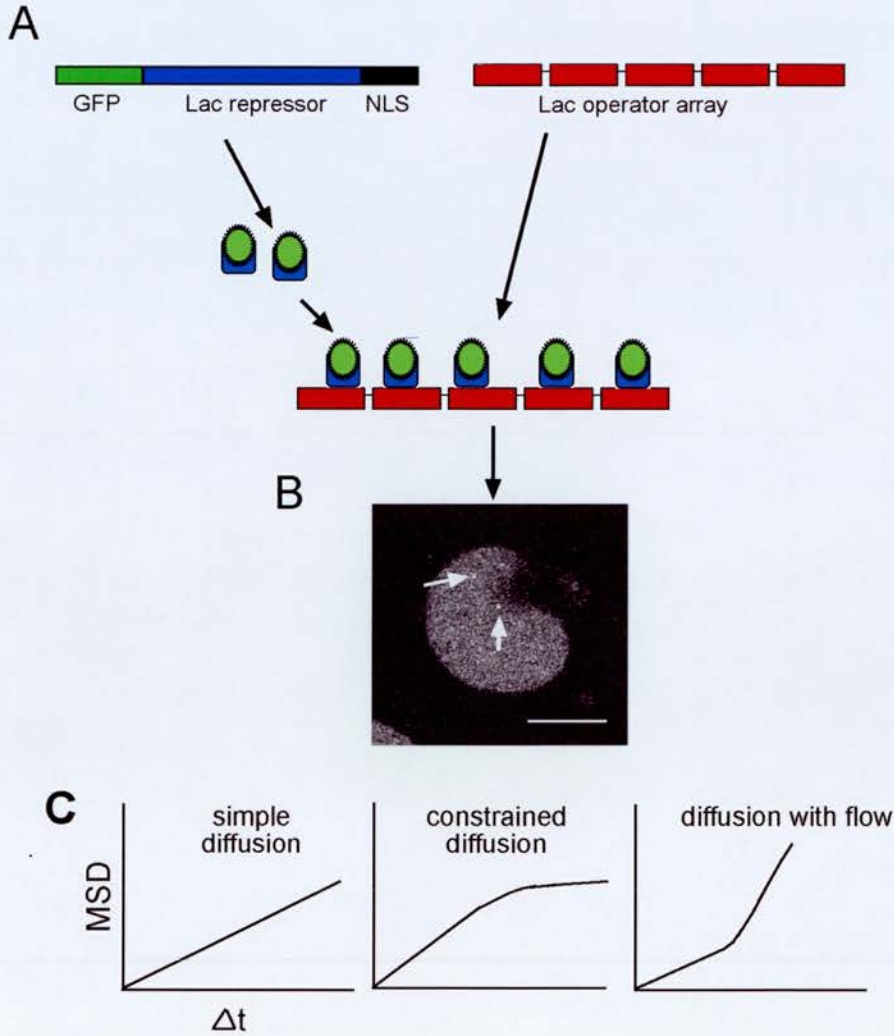 A
GFP Lac repressor NLS
Lac operator array
B
C
simple
diffusion
constrained
diffusion
diffusion with flow
MSD
Δt